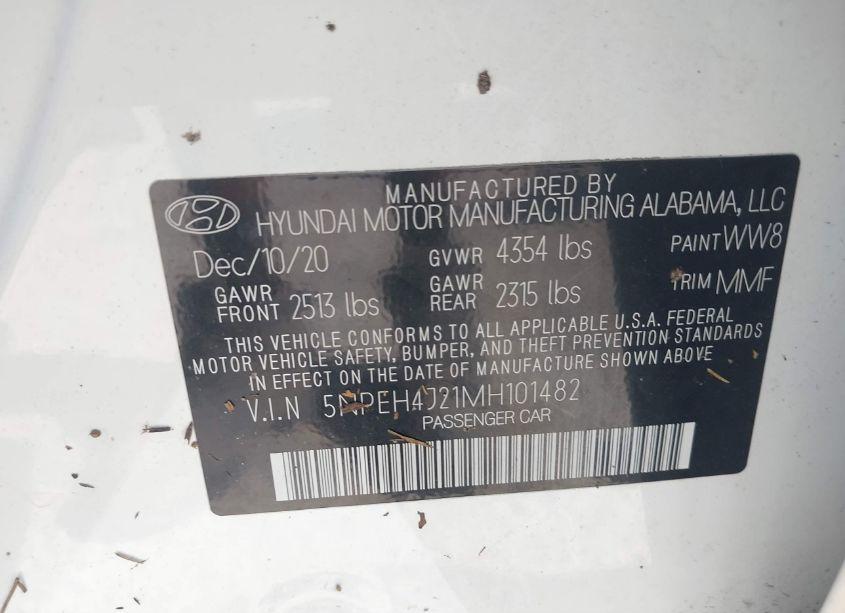 MANUFACTURED BY
HYUNDAI MOTOR MANUFACTURING ALABAMA, LLC
Dec/10/20 GVWR 4354 lbs PAINT WW8
GAWR FRONT 2513 lbs GAWR REAR 2315 lbs TRIM MMF
THIS VEHICLE CONFORMS TO ALL APPLICABLE U.S.A. FEDERAL
MOTOR VEHICLE SAFETY, BUMPER, AND THEFT PREVENTION STANDARDS
IN EFFECT ON THE DATE OF MANUFACTURE SHOWN ABOVE
V.I.N 5NPEH4J21MH101482
PASSENGER CAR